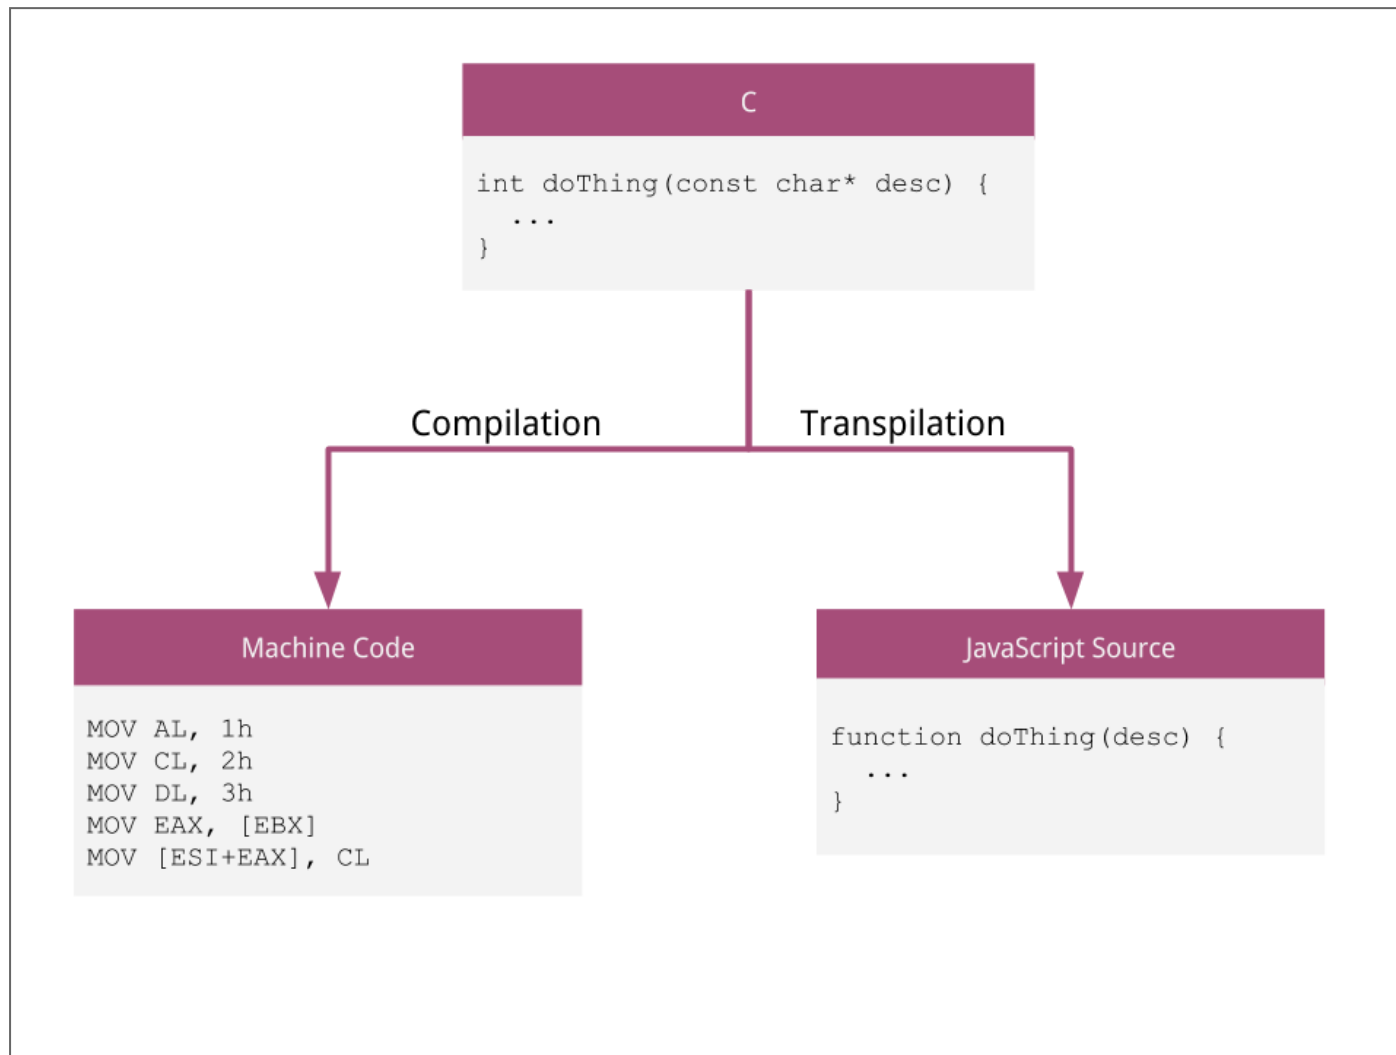 C
int doThing(const char* desc) {
  ...
}
Compilation
Transpilation
Machine Code
MOV AL, 1h
MOV CL, 2h
MOV DL, 3h
MOV EAX, [EBX]
MOV [ESI+EAX], CL
JavaScript Source
function doThing(desc) {
  ...
}